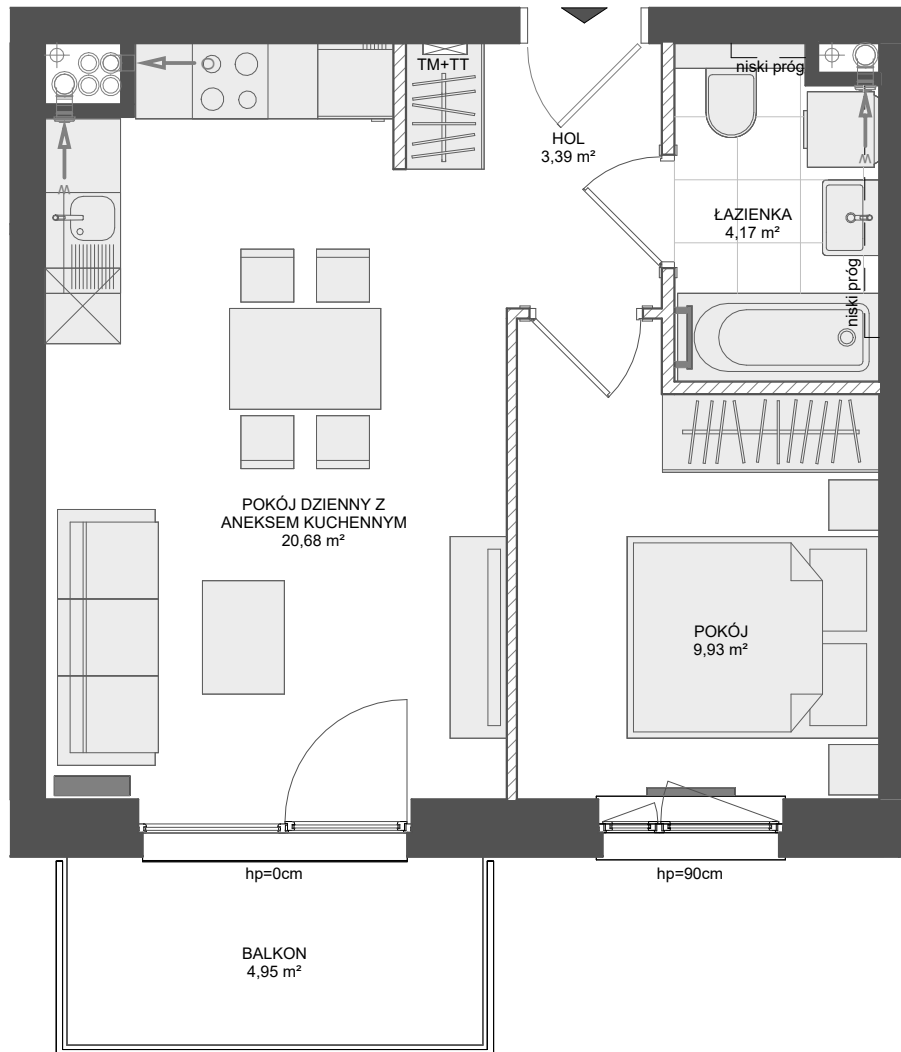 TM+TT
niski próg
HOL
3,39 m²
ŁAZIENKA
4,17 m²
niski próg
POKÓJ DZIENNY Z
ANEKSEM KUCHENNYM
20,68 m²
POKÓJ
9,93 m²
hp=0cm
hp=90cm
BALKON
4,95 m²